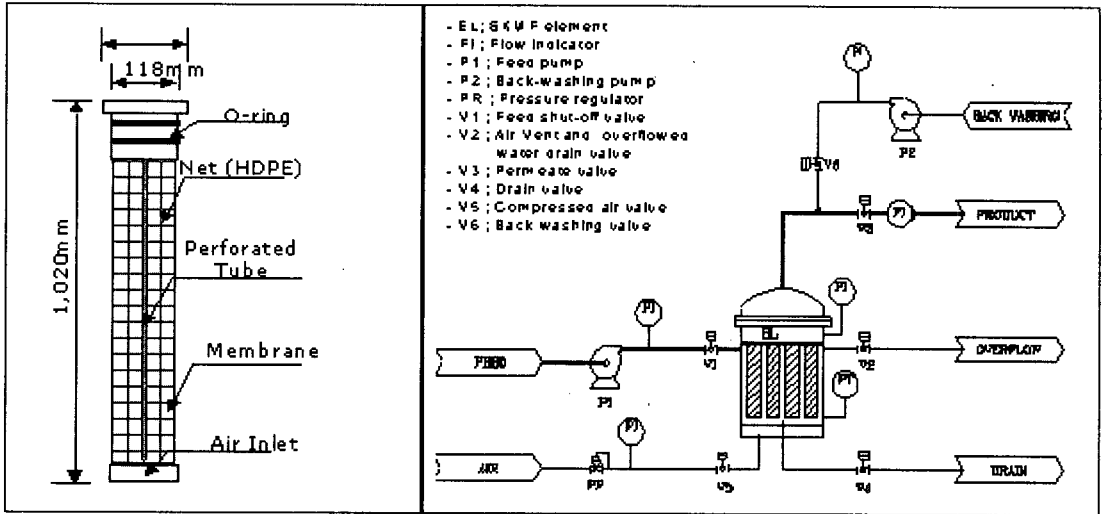 118mm
1,020mm
O-ring
Net (HDPE)
Perforated
Tube
Membrane
Air Inlet
- EL; SKMF element
- FI; Flow indicator
- P1; Feed pump
- P2; Back-washing pump
- PR; Pressure regulator
- V1; Feed shut-off valve
- V2; Air Vent and overflowed
water drain valve
- V3; Permeate valve
- V4; Drain valve
- V5; Compressed air valve
- V6; Back washing valve
BACK WASHING
P2
V6
PRODUCT
V3
EL
FEED
P1
V1
OVERFLOW
V2
AIR
PR
V5
V4
DRAIN